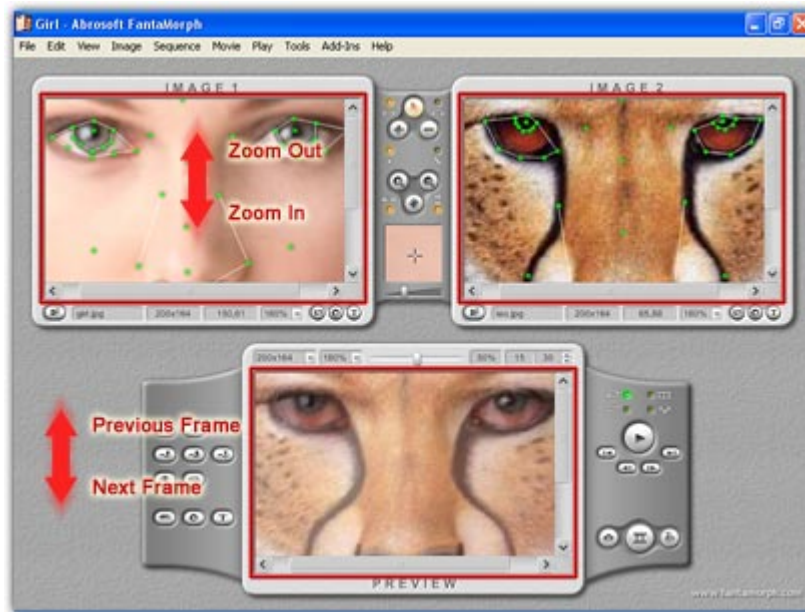 Girl - Abrosoft FantaMorph
File Edit View Image Sequence Movie Play Tools Add-Ins Help
IMAGE 1
IMAGE 2
Zoom Out
Zoom In
girl.jpg 200x164 180%
200x164 65,88 180%
200x164 180% 50% 15 30
Previous Frame
Next Frame
PREVIEW
www.fantamorph.com